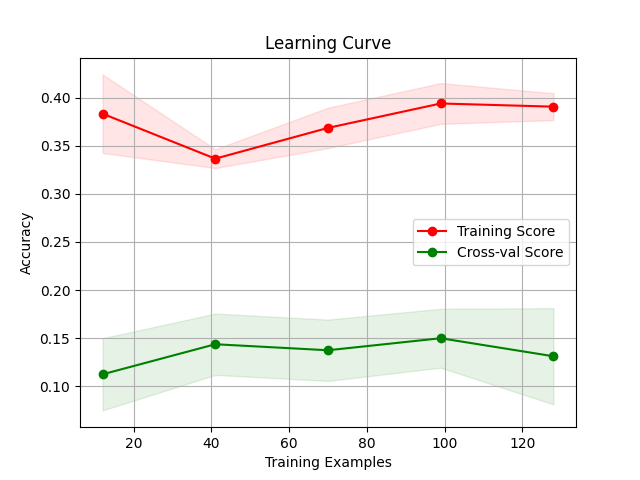 Learning Curve
Accuracy
0.40
0.35
0.30
0.25
0.20
0.15
0.10
Training Score
Cross-val Score
20 40 60 80 100 120
Training Examples